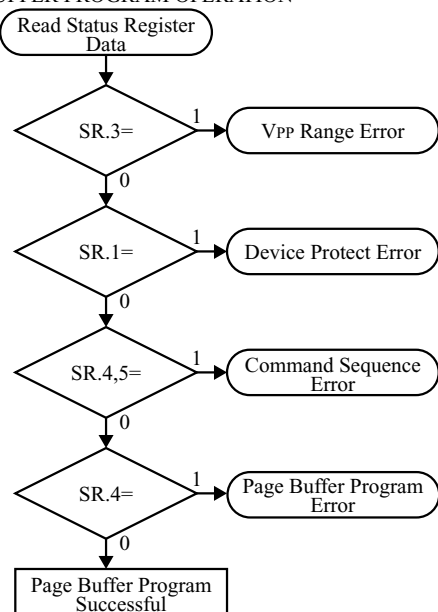 Read Status Register
Data
SR.3=
1
VPP Range Error
0
SR.1=
1
Device Protect Error
0
SR.4,5=
1
Command Sequence
Error
0
SR.4=
1
Page Buffer Program
Error
0
Page Buffer Program
Successful